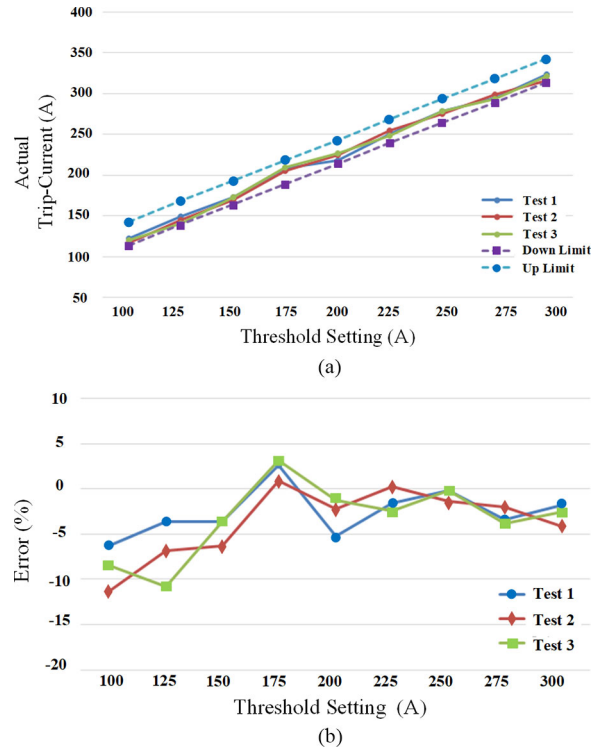 400
350
300
250
200
150
100
50
Actual
Trip-Current (A)
Test 1
Test 2
Test 3
Down Limit
Up Limit
100 125 150 175 200 225 250 275 300
Threshold Setting (A)
(a)
10
5
0
-5
-10
-15
-20
Error (%)
Test 1
Test 2
Test 3
100 125 150 175 200 225 250 275 300
Threshold Setting (A)
(b)